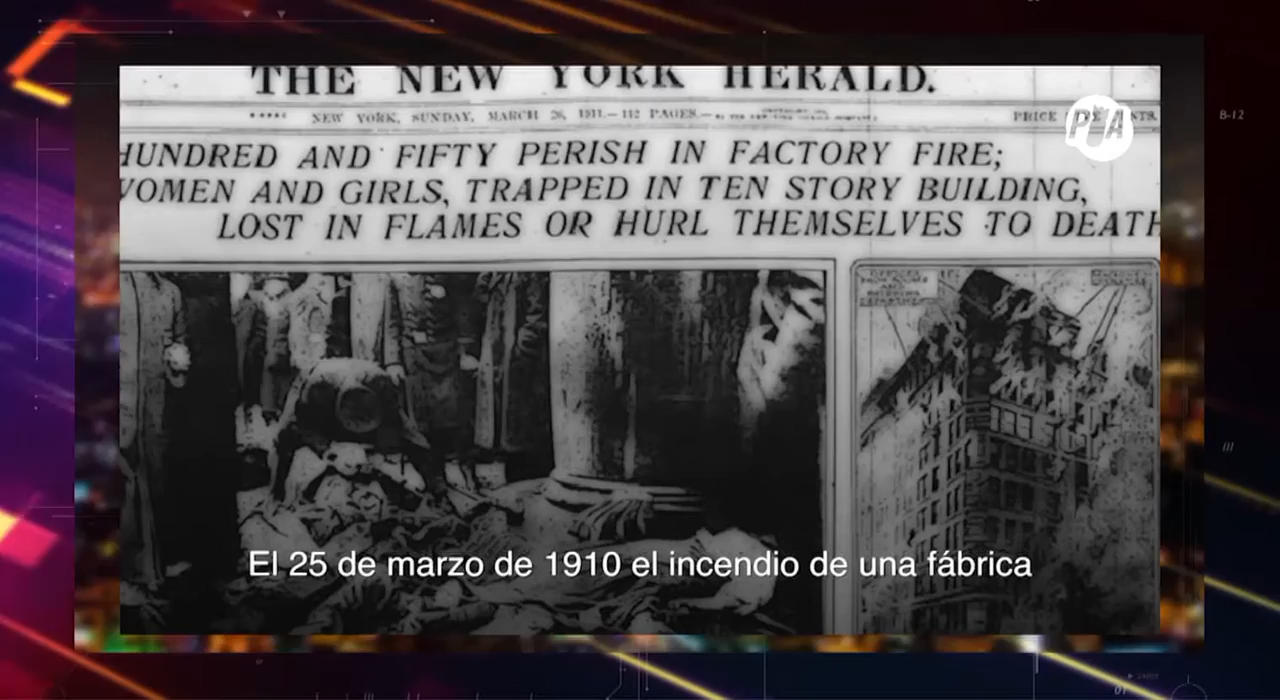 THE NEW YORK HERALD.
NEW YORK, SUNDAY, MARCH 26, 1911.—112 PAGES.—
PRICE
HUNDRED AND FIFTY PERISH IN FACTORY FIRE;
WOMEN AND GIRLS, TRAPPED IN TEN STORY BUILDING,
LOST IN FLAMES OR HURL THEMSELVES TO DEATH
El 25 de marzo de 1910 el incendio de una fábrica
B-12